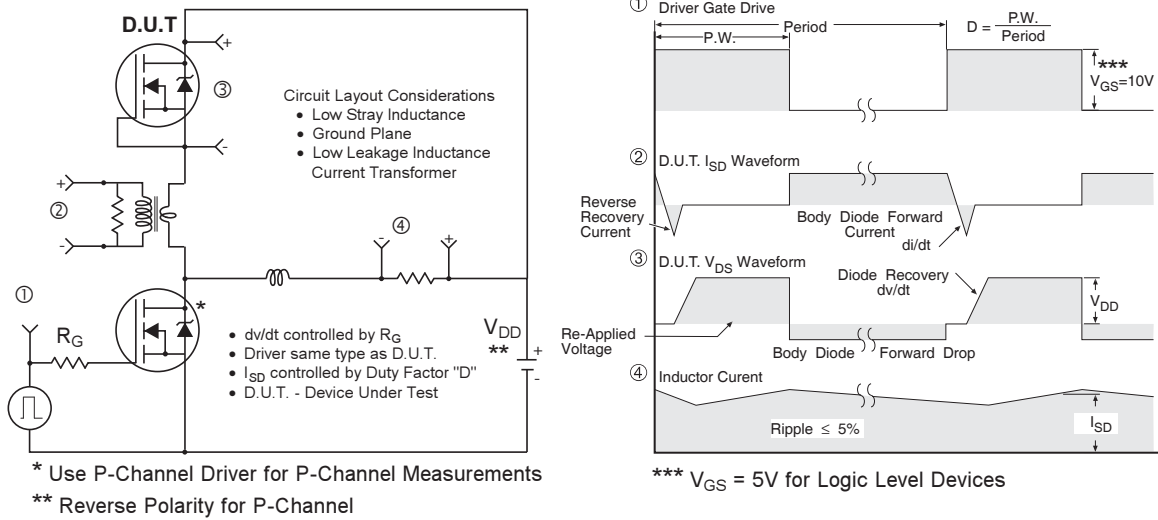 D.U.T
+
③
-
Circuit Layout Considerations
• Low Stray Inductance
• Ground Plane
• Low Leakage Inductance
Current Transformer
+
②
-
④
- +
①
R_G
*
• dv/dt controlled by R_G
• Driver same type as D.U.T.
• I_SD controlled by Duty Factor "D"
• D.U.T. - Device Under Test
V_DD
**
+
-
* Use P-Channel Driver for P-Channel Measurements
** Reverse Polarity for P-Channel
① Driver Gate Drive
Period
P.W.
D = P.W. / Period
***
V_GS=10V
② D.U.T. I_SD Waveform
Reverse
Recovery
Current
Body Diode Forward
Current
di/dt
③ D.U.T. V_DS Waveform
Diode Recovery
dv/dt
V_DD
Re-Applied
Voltage
Body Diode Forward Drop
④ Inductor Curent
Ripple ≤ 5%
I_SD
*** V_GS = 5V for Logic Level Devices